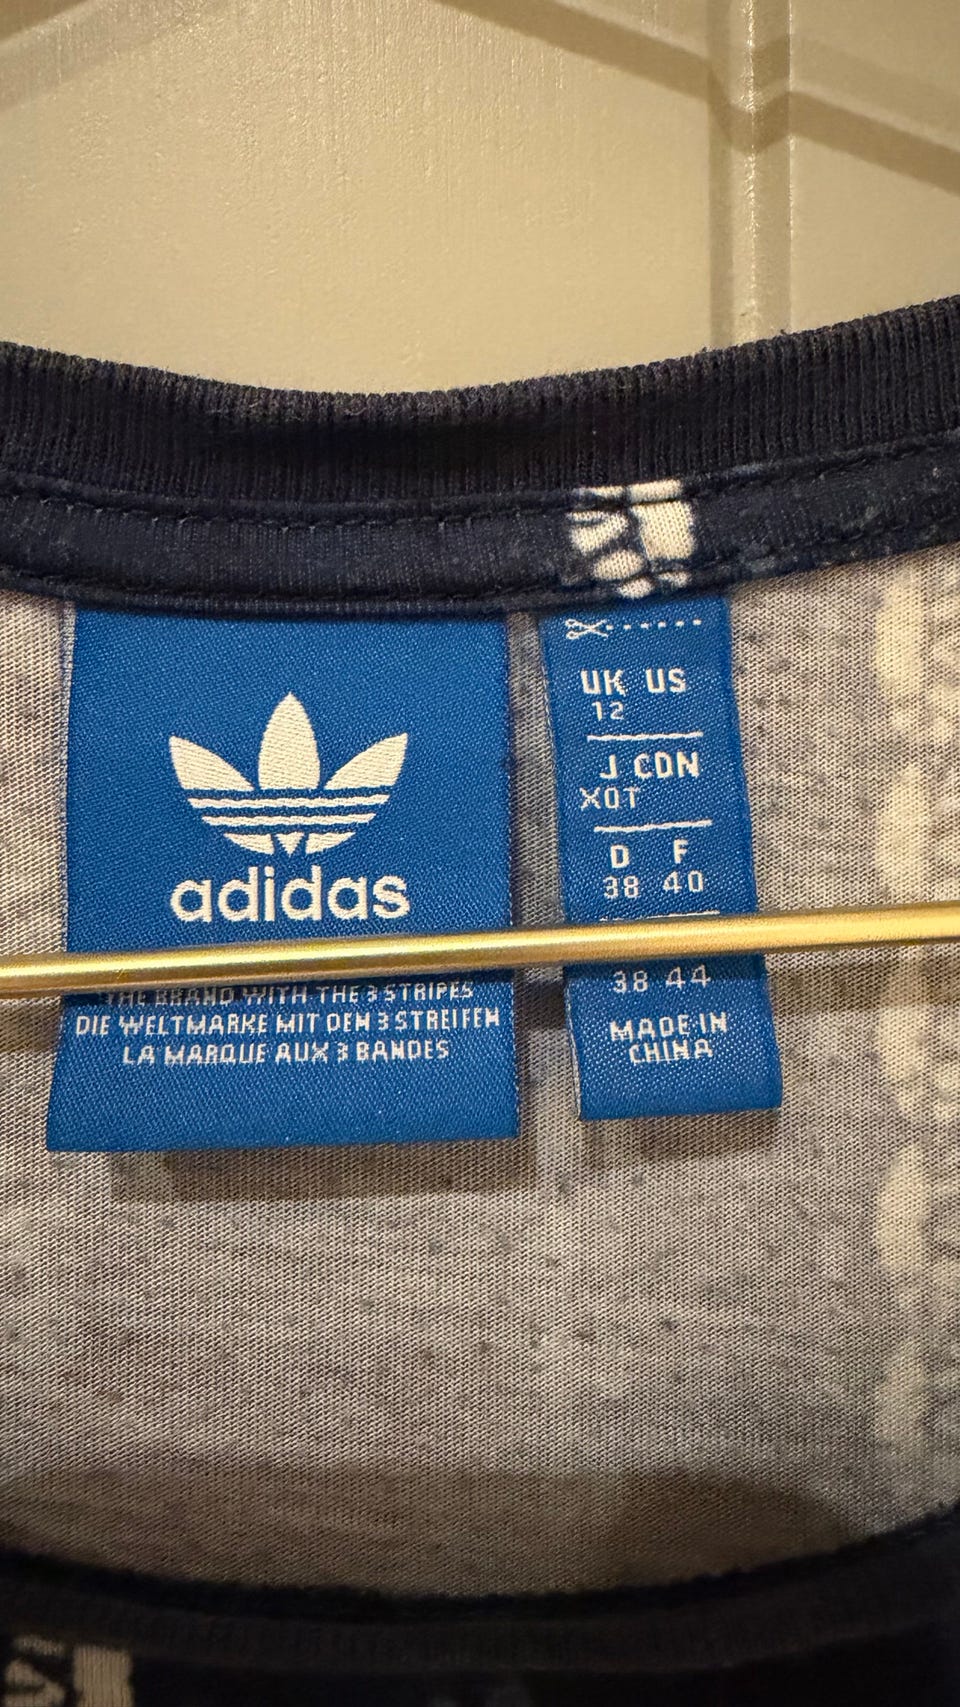 adidas
THE BRAND WITH THE 3 STRIPES
DIE WELTMARKE MIT DEN 3 STREIFEN
LA MARQUE AUX 3 BANDES
UK US
12
J CDN
XOT
D F
38 40
38 44
MADE IN
CHINA